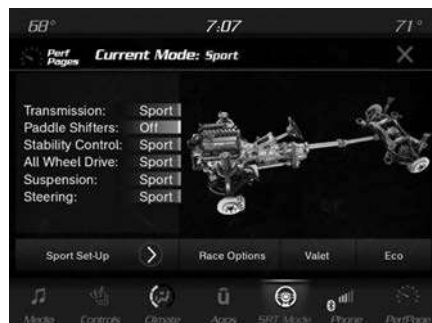 68° 7:07 71°
Perf Pages Current Mode: Sport
Transmission: Sport
Paddle Shifters: Off
Stability Control: Sport
All Wheel Drive: Sport
Suspension: Sport
Steering: Sport
Sport Set-Up Race Options Valet Eco
Media Controls Climate Apps SRT Mode Phone PerfPage